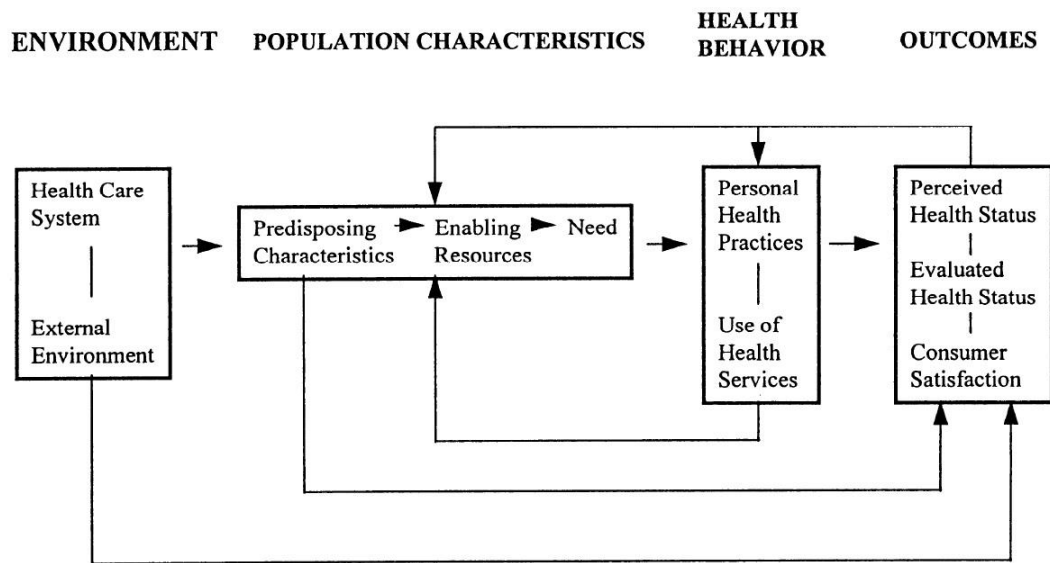 ENVIRONMENT
POPULATION CHARACTERISTICS
HEALTH
BEHAVIOR
OUTCOMES
Health Care
System
External
Environment
Predisposing
Characteristics
Enabling
Resources
Need
Personal
Health
Practices
Use of
Health
Services
Perceived
Health Status
Evaluated
Health Status
Consumer
Satisfaction